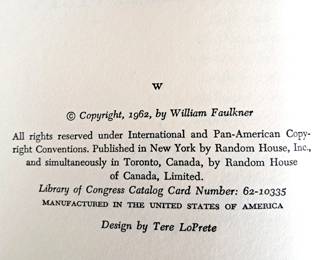 W
© Copyright, 1962, by William Faulkner
All rights reserved under International and Pan-American Copy-
right Conventions. Published in New York by Random House, Inc.,
and simultaneously in Toronto, Canada, by Random House
of Canada, Limited.
Library of Congress Catalog Card Number: 62-10335
MANUFACTURED IN THE UNITED STATES OF AMERICA
Design by Tere LoPrete